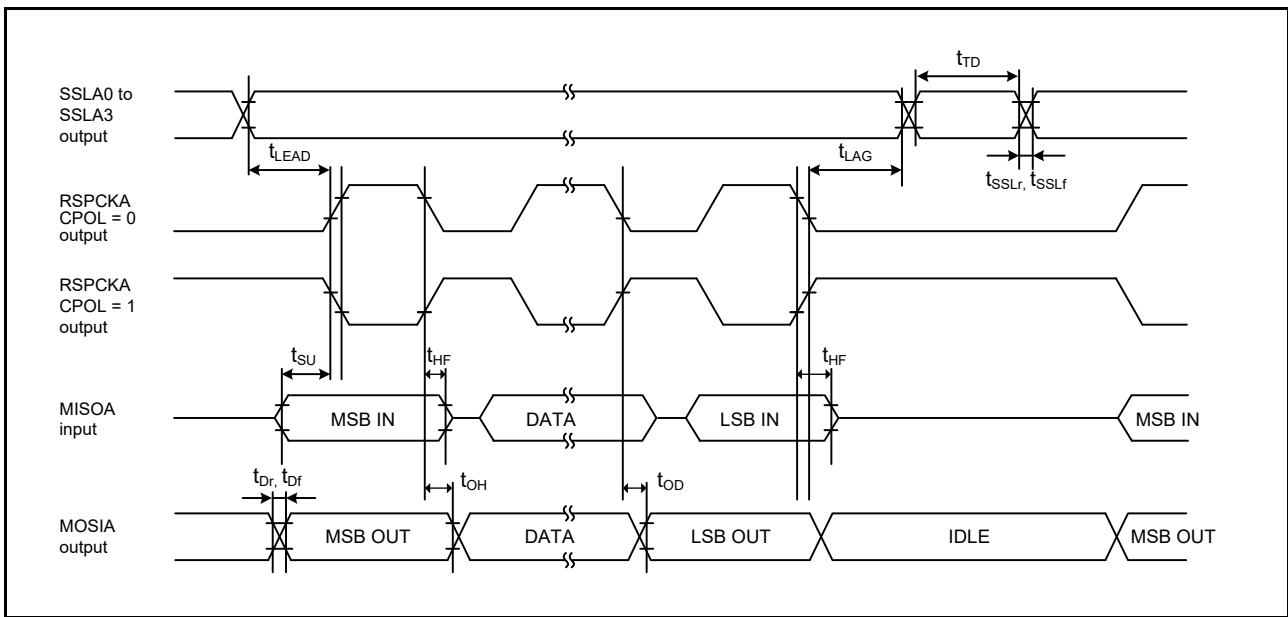 tTD
SSLA0 to
SSLA3
output
tLEAD
tLAG
tSSLr, tSSLf
RSPCKA
CPOL = 0
output
RSPCKA
CPOL = 1
output
tSU
tHF
tHF
MISOA
input
MSB IN
DATA
LSB IN
MSB IN
tDr, tDf
tOH
tOD
MOSIA
output
MSB OUT
DATA
LSB OUT
IDLE
MSB OUT